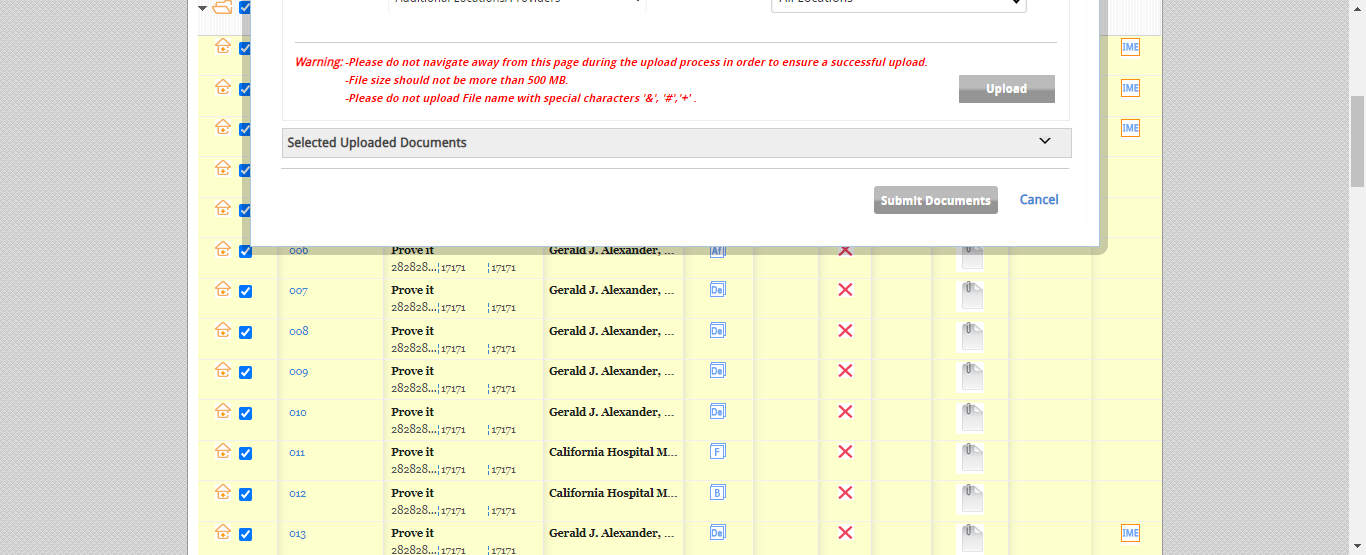 Additional Locations/Providers All Locations
IME
Warning: -Please do not navigate away from this page during the upload process in order to ensure a successful upload.
-File size should not be more than 500 MB.
Upload
IME
-Please do not upload File name with special characters '&', '#','+' .
IME
Selected Uploaded Documents
Submit Documents Cancel
006 Prove it Gerald J. Alexander, ... Af
282828...¦17171 ¦17171
007 Prove it Gerald J. Alexander, ... De
282828...¦17171 ¦17171
008 Prove it Gerald J. Alexander, ... De
282828...¦17171 ¦17171
009 Prove it Gerald J. Alexander, ... De
282828...¦17171 ¦17171
010 Prove it Gerald J. Alexander, ... De
282828...¦17171 ¦17171
011 Prove it California Hospital M... F
282828...¦17171 ¦17171
012 Prove it California Hospital M... B
282828...¦17171 ¦17171
013 Prove it Gerald J. Alexander, ... De IME
282828...¦17171 ¦17171